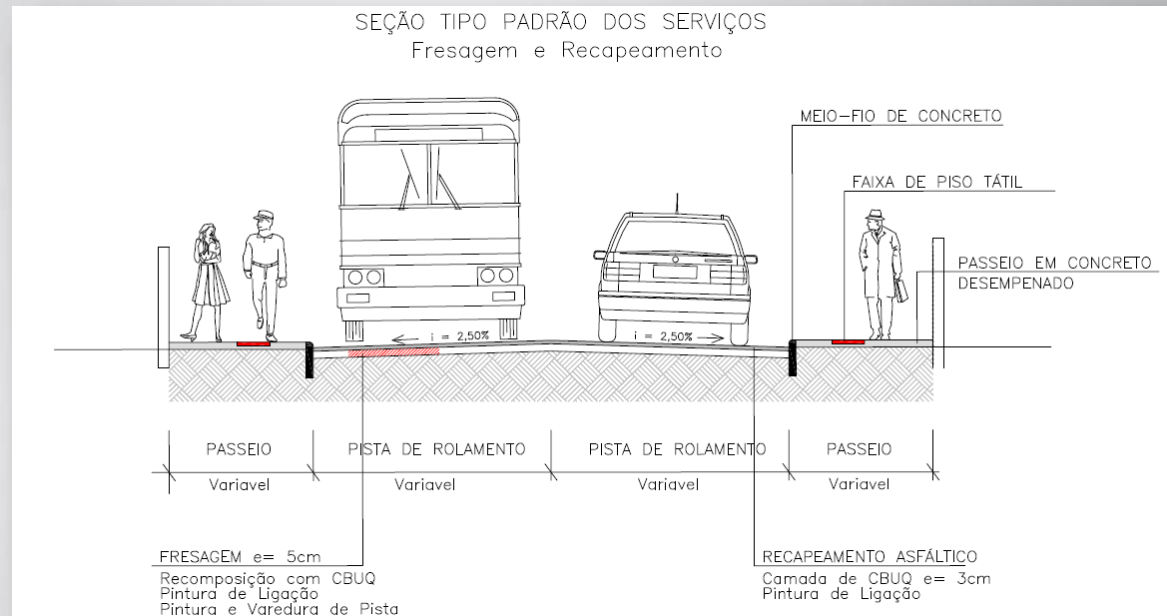 SEÇÃO TIPO PADRÃO DOS SERVIÇOS
Fresagem e Recapeamento
MEIO-FIO DE CONCRETO
FAIXA DE PISO TÁTIL
PASSEIO EM CONCRETO
DESEMPENADO
i = 2,50%
i = 2,50%
PASSEIO
PISTA DE ROLAMENTO
PISTA DE ROLAMENTO
PASSEIO
Variavel
Variavel
Variavel
Variavel
FRESAGEM e= 5cm
Recomposição com CBUQ
Pintura de Ligação
Pintura e Varedura de Pista
RECAPEAMENTO ASFÁLTICO
Camada de CBUQ e= 3cm
Pintura de Ligação